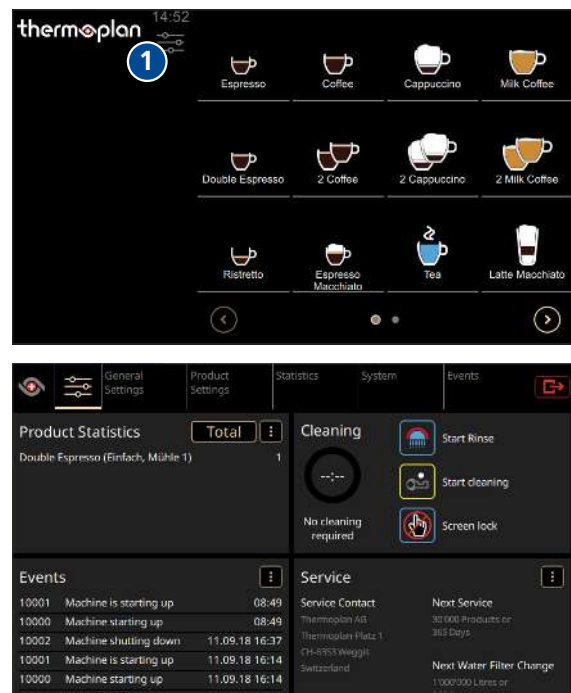 thermoplan
14:52
1
Espresso
Coffee
Cappuccino
Milk Coffee
Double Espresso
2 Coffee
2 Cappuccino
2 Milk Coffee
Ristretto
Espresso
Macchiato
Tea
Latte Macchiato
General
Settings
Product
Settings
Statistics
System
Events
Product Statistics
Total
Double Espresso (Einfach, Mühle 1)
1
Cleaning
--:--
No cleaning
required
Start Rinse
Start cleaning
Screen lock
Events
10001 Machine is starting up 08:49
10000 Machine starting up 08:49
10002 Machine shutting down 11.09.18 16:37
10001 Machine is starting up 11.09.18 16:14
10000 Machine starting up 11.09.18 16:14
Service
Service Contact
Thermoplan AG
Thermoplan-Platz 1
CH-6353 Weggis
Switzerland
Next Service
30'000 Products or
365 Days
Next Water Filter Change
1'000'000 Litres or